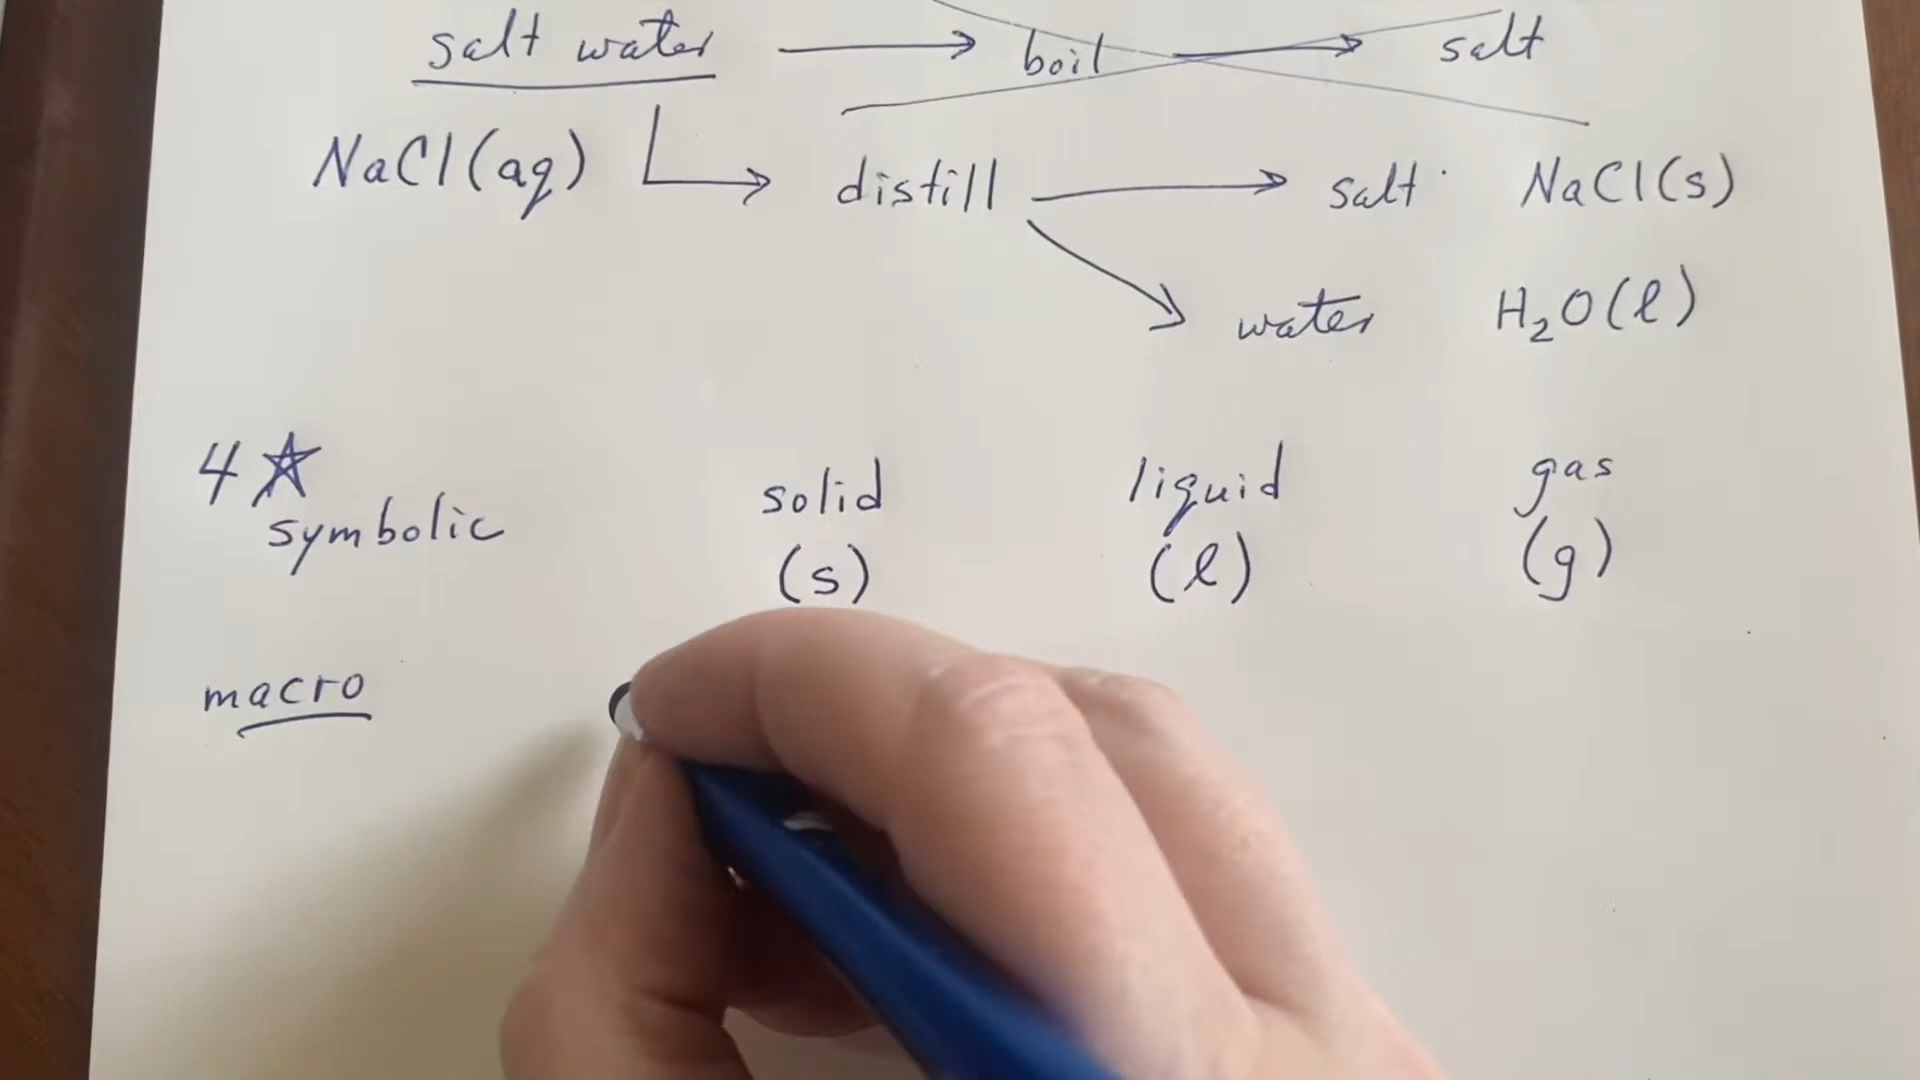 salt water → boil → salt
NaCl(aq) → distill → salt NaCl(s)
water H₂O(l)
4 ☆ solid liquid gas
symbolic (s) (l) (g)
macro